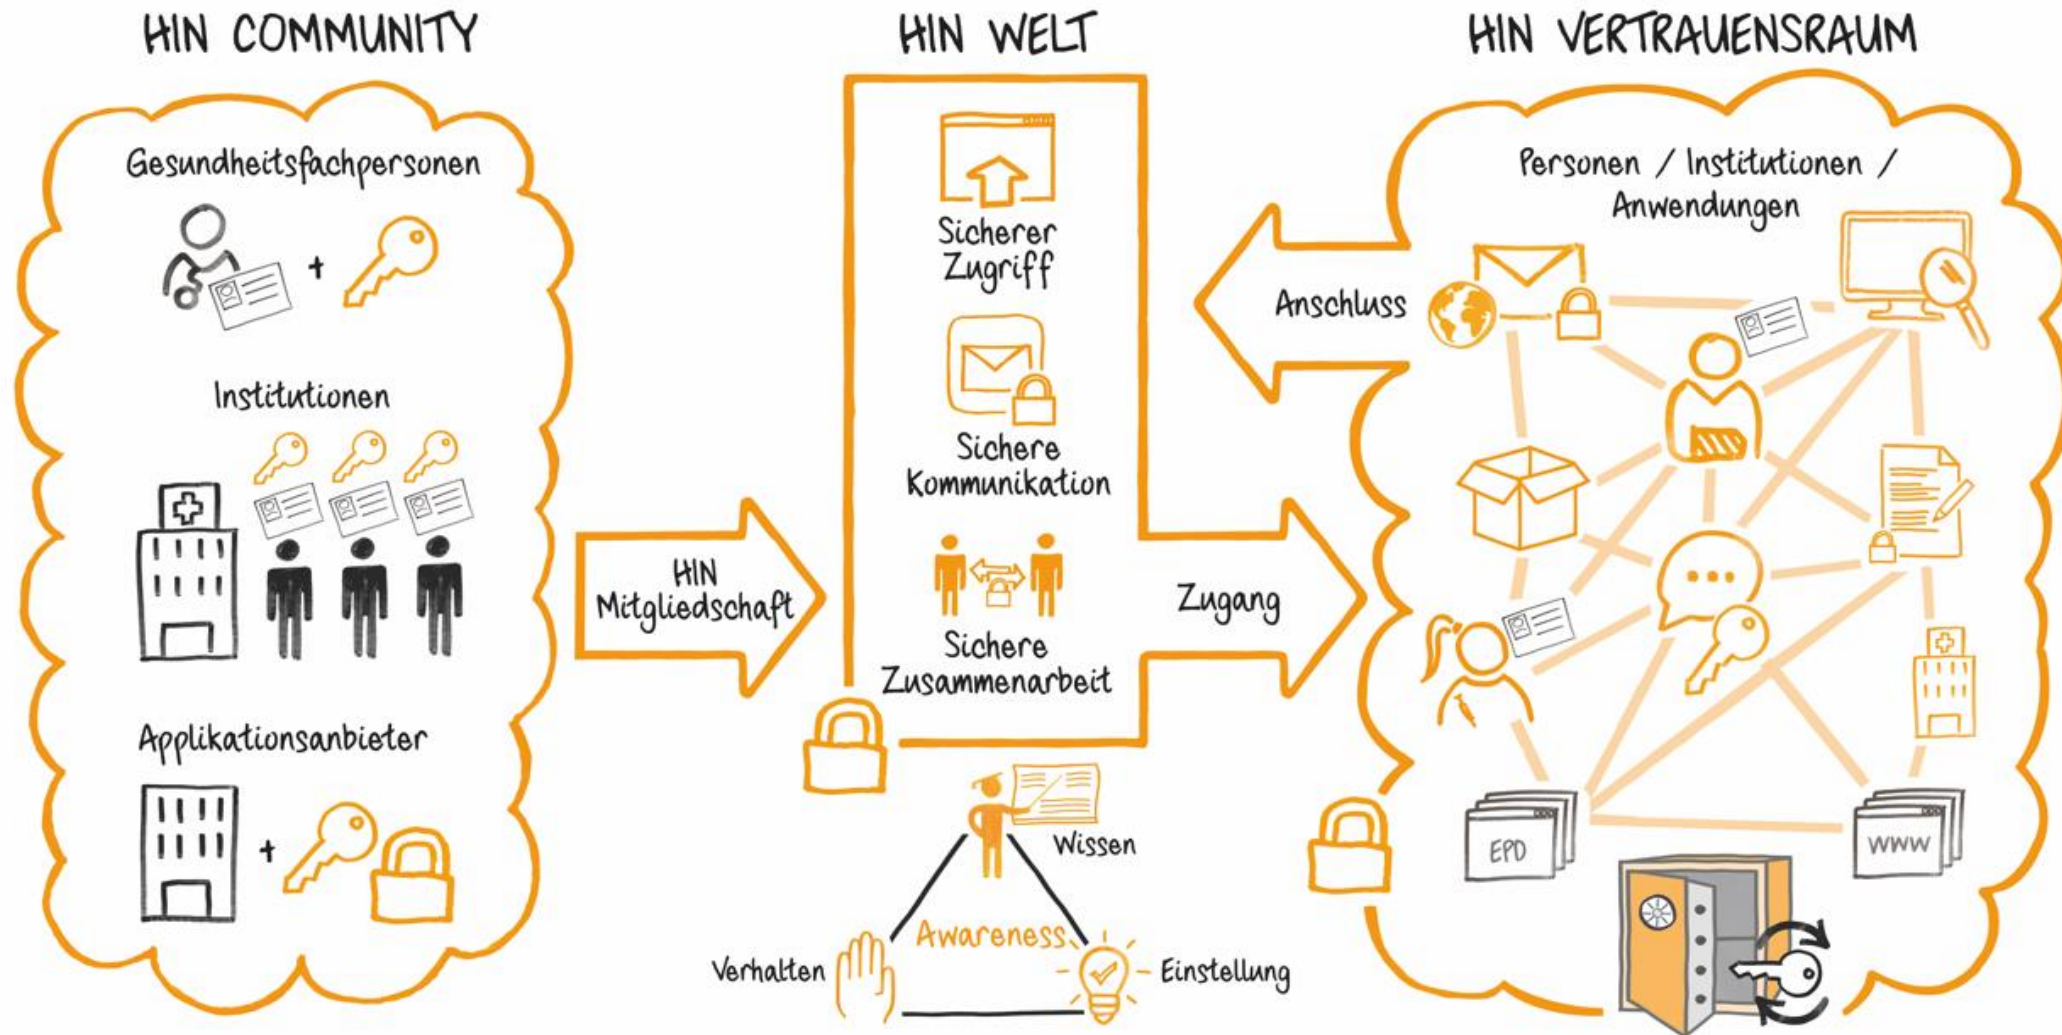 HIN COMMUNITY
Gesundheitsfachpersonen
+
Institutionen
Applikationsanbieter
+
HIN
Mitgliedschaft
HIN WELT
Sicherer
Zugriff
Sichere
Kommunikation
Sichere
Zusammenarbeit
Wissen
Awareness
Verhalten
Einstellung
Anschluss
Zugang
HIN VERTRAUENSRAUM
Personen / Institutionen /
Anwendungen
EPD
WWW